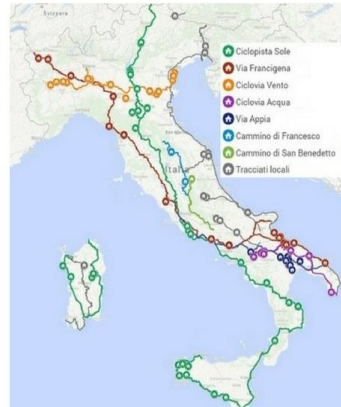 Svizzera
Ciclopista Sole
Via Francigena
Ciclovia Vento
Ciclovia Acqua
Via Appia
Cammino di Francesco
Cammino di San Benedetto
Tracciati locali
Italia